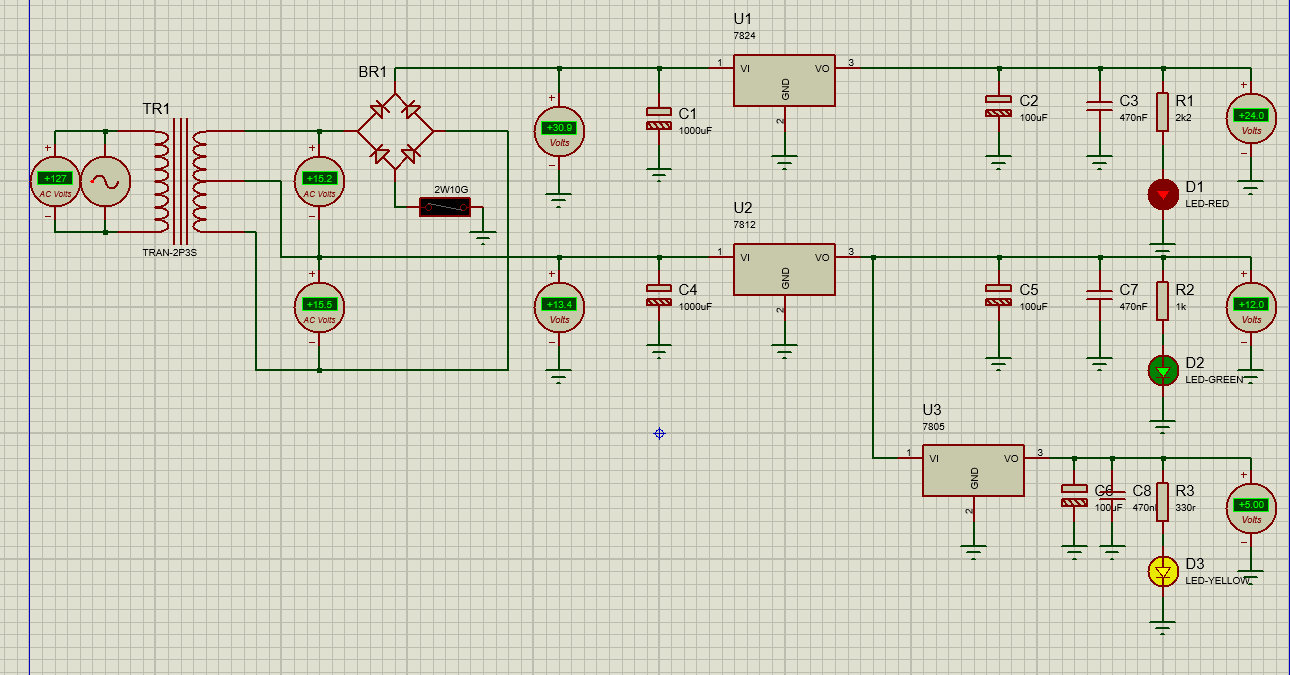 U1
7824
BR1
1
VI
VO
3
GND
2
TR1
C1
1000uF
C2
100uF
C3
470nF
R1
2k2
+
+30.9
Volts
−
+
+24.0
Volts
−
+
+127
AC Volts
−
+
+15.2
AC Volts
−
2W10G
D1
LED-RED
TRAN-2P3S
U2
7812
1
VI
VO
3
GND
2
+
+15.5
AC Volts
−
+
+13.4
Volts
−
C4
1000uF
C5
100uF
C7
470nF
R2
1k
+
+12.0
Volts
−
D2
LED-GREEN
U3
7805
1
VI
VO
3
GND
2
C6
100uF
C8
R3
330r
+
+5.00
Volts
−
D3
LED-YELLOW